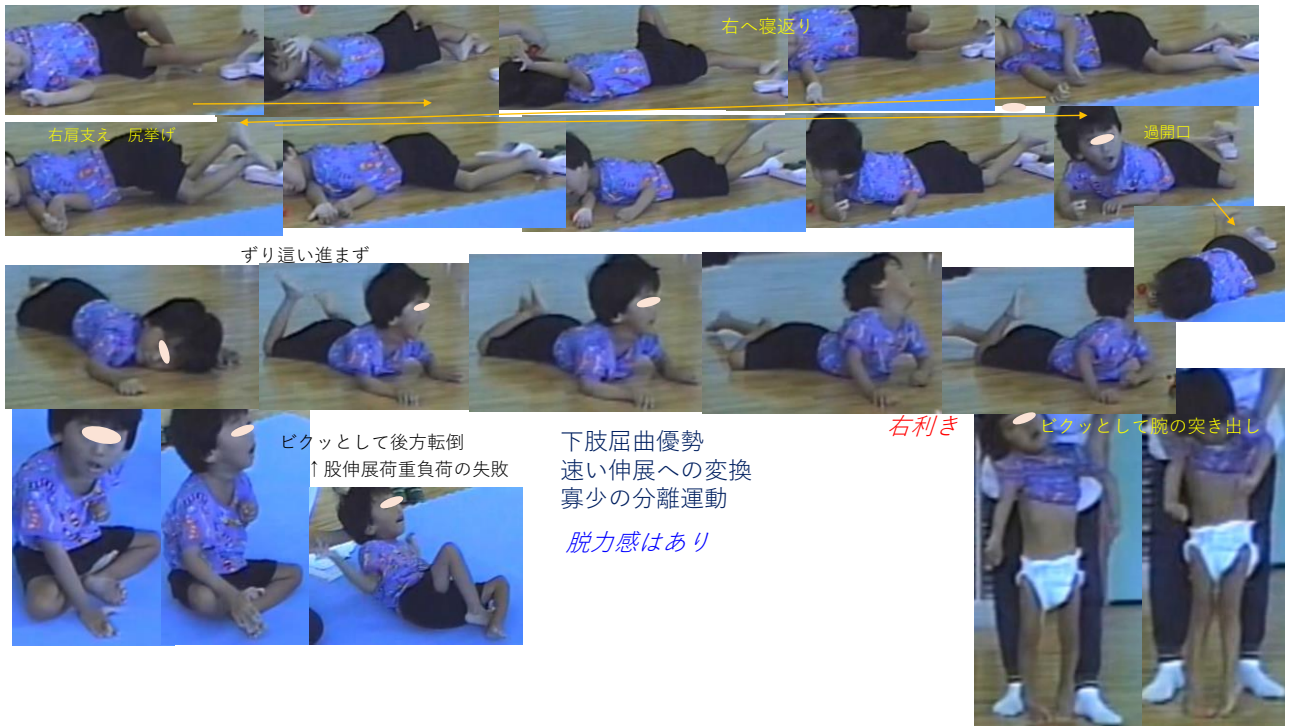 右へ寝返り
右肩支え 尻挙げ
過開口
ずり這い進まず
ビクッとして後方転倒
↑股伸展荷重負荷の失敗
下肢屈曲優勢
速い伸展への変換
寡少の分離運動
脱力感はあり
右利き
ビクッとして腕の突き出し